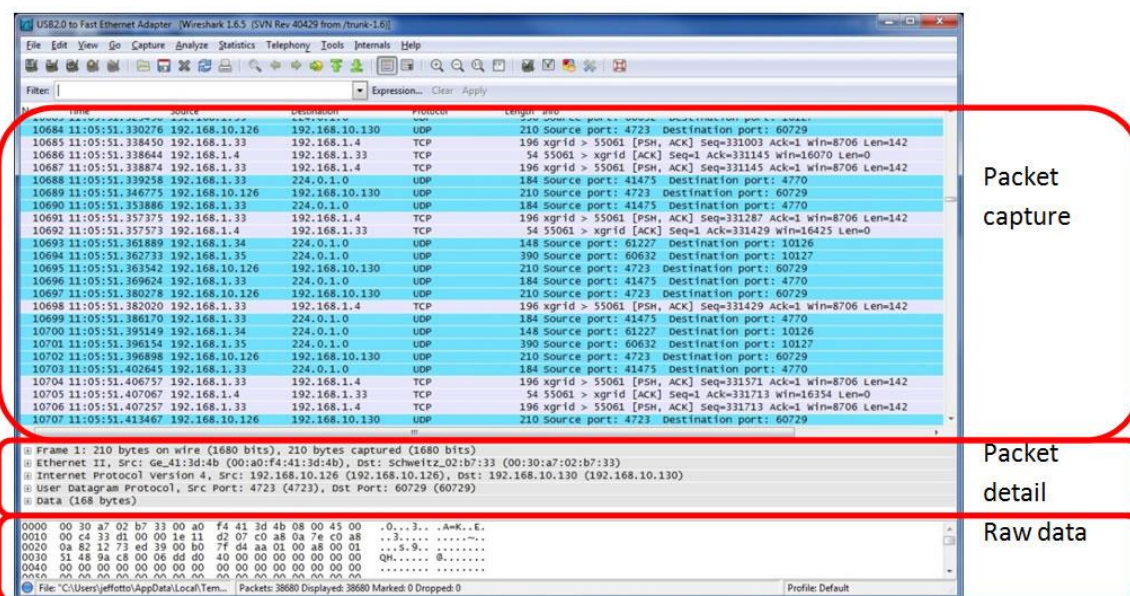 USB2.0 to Fast Ethernet Adapter [Wireshark 1.6.5 (SVN Rev 40429 from /trunk-1.6)]
File Edit View Go Capture Analyze Statistics Telephony Tools Internals Help
Filter: Expression... Clear Apply
Time Source Destination Protocol Length Info
10684 11:05:51.330276 192.168.10.126 192.168.10.130 UDP 210 Source port: 4723 Destination port: 60729
10685 11:05:51.338450 192.168.1.33 192.168.1.4 TCP 196 xgrid > 55061 [PSH, ACK] Seq=331003 Ack=1 Win=8706 Len=142
10686 11:05:51.338644 192.168.1.4 192.168.1.33 TCP 54 55061 > xgrid [ACK] Seq=1 Ack=331145 Win=16070 Len=0
10687 11:05:51.338874 192.168.1.33 192.168.1.4 TCP 196 xgrid > 55061 [PSH, ACK] Seq=331145 Ack=1 Win=8706 Len=142
10688 11:05:51.339258 192.168.1.33 224.0.1.0 UDP 184 Source port: 41475 Destination port: 4770
10689 11:05:51.346775 192.168.10.126 192.168.10.130 UDP 210 Source port: 4723 Destination port: 60729
10690 11:05:51.353886 192.168.1.33 224.0.1.0 UDP 184 Source port: 41475 Destination port: 4770
10691 11:05:51.357375 192.168.1.33 192.168.1.4 TCP 196 xgrid > 55061 [PSH, ACK] Seq=331287 Ack=1 Win=8706 Len=142
10692 11:05:51.357573 192.168.1.4 192.168.1.33 TCP 54 55061 > xgrid [ACK] Seq=1 Ack=331429 Win=16425 Len=0
10693 11:05:51.361889 192.168.1.34 224.0.1.0 UDP 148 Source port: 61227 Destination port: 10126
10694 11:05:51.362733 192.168.1.35 224.0.1.0 UDP 390 Source port: 60632 Destination port: 10127
10695 11:05:51.363542 192.168.10.126 192.168.10.130 UDP 210 Source port: 4723 Destination port: 60729
10696 11:05:51.369624 192.168.1.33 224.0.1.0 UDP 184 Source port: 41475 Destination port: 4770
10697 11:05:51.380278 192.168.10.126 192.168.10.130 UDP 210 Source port: 4723 Destination port: 60729
10698 11:05:51.382020 192.168.1.33 192.168.1.4 TCP 196 xgrid > 55061 [PSH, ACK] Seq=331429 Ack=1 Win=8706 Len=142
10699 11:05:51.386170 192.168.1.33 224.0.1.0 UDP 184 Source port: 41475 Destination port: 4770
10700 11:05:51.395149 192.168.1.34 224.0.1.0 UDP 148 Source port: 61227 Destination port: 10126
10701 11:05:51.396154 192.168.1.35 224.0.1.0 UDP 390 Source port: 60632 Destination port: 10127
10702 11:05:51.396898 192.168.10.126 192.168.10.130 UDP 210 Source port: 4723 Destination port: 60729
10703 11:05:51.402645 192.168.1.33 224.0.1.0 UDP 184 Source port: 41475 Destination port: 4770
10704 11:05:51.406757 192.168.1.33 192.168.1.4 TCP 196 xgrid > 55061 [PSH, ACK] Seq=331571 Ack=1 Win=8706 Len=142
10705 11:05:51.407067 192.168.1.4 192.168.1.33 TCP 54 55061 > xgrid [ACK] Seq=1 Ack=331713 Win=16354 Len=0
10706 11:05:51.407257 192.168.1.33 192.168.1.4 TCP 196 xgrid > 55061 [PSH, ACK] Seq=331713 Ack=1 Win=8706 Len=142
10707 11:05:51.413467 192.168.10.126 192.168.10.130 UDP 210 Source port: 4723 Destination port: 60729
Packet
capture
Frame 1: 210 bytes on wire (1680 bits), 210 bytes captured (1680 bits)
Ethernet II, Src: Ge_41:3d:4b (00:a0:f4:41:3d:4b), Dst: Schweitz_02:b7:33 (00:30:a7:02:b7:33)
Internet Protocol Version 4, Src: 192.168.10.126 (192.168.10.126), Dst: 192.168.10.130 (192.168.10.130)
User Datagram Protocol, Src Port: 4723 (4723), Dst Port: 60729 (60729)
Data (168 bytes)
Packet
detail
0000 00 30 a7 02 b7 33 00 a0 f4 41 3d 4b 08 00 45 00 .0...3.. .A=K..E.
0010 00 c4 33 d1 00 00 1e 11 d2 07 c0 a8 0a 7e c0 a8 ..3..... .....~..
0020 0a 82 12 73 ed 39 00 b0 7f d4 aa 01 00 a8 00 01 ...s.9.. ........
0030 51 48 9a c8 00 06 dd d0 40 00 00 00 00 00 00 00 QH...... @.......
0040 00 00 00 00 00 00 00 00 00 00 00 00 00 00 00 00 ........ ........
Raw data
File: "C:\Users\jeffotto\AppData\Local\Tem... Packets: 38680 Displayed: 38680 Marked: 0 Dropped: 0 Profile: Default